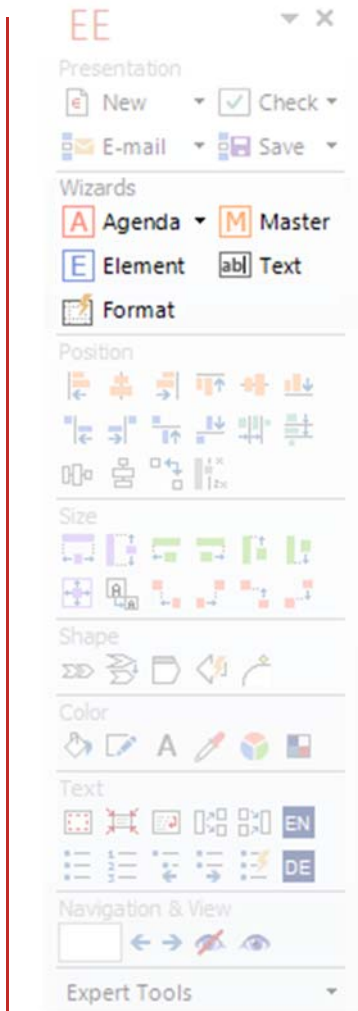 EE
Presentation
New Check
E-mail Save
Wizards
A Agenda M Master
E Element ab Text
Format
Position
Size
A
A
Shape
Color
A
Text
EN
DE
Navigation & View
Expert Tools